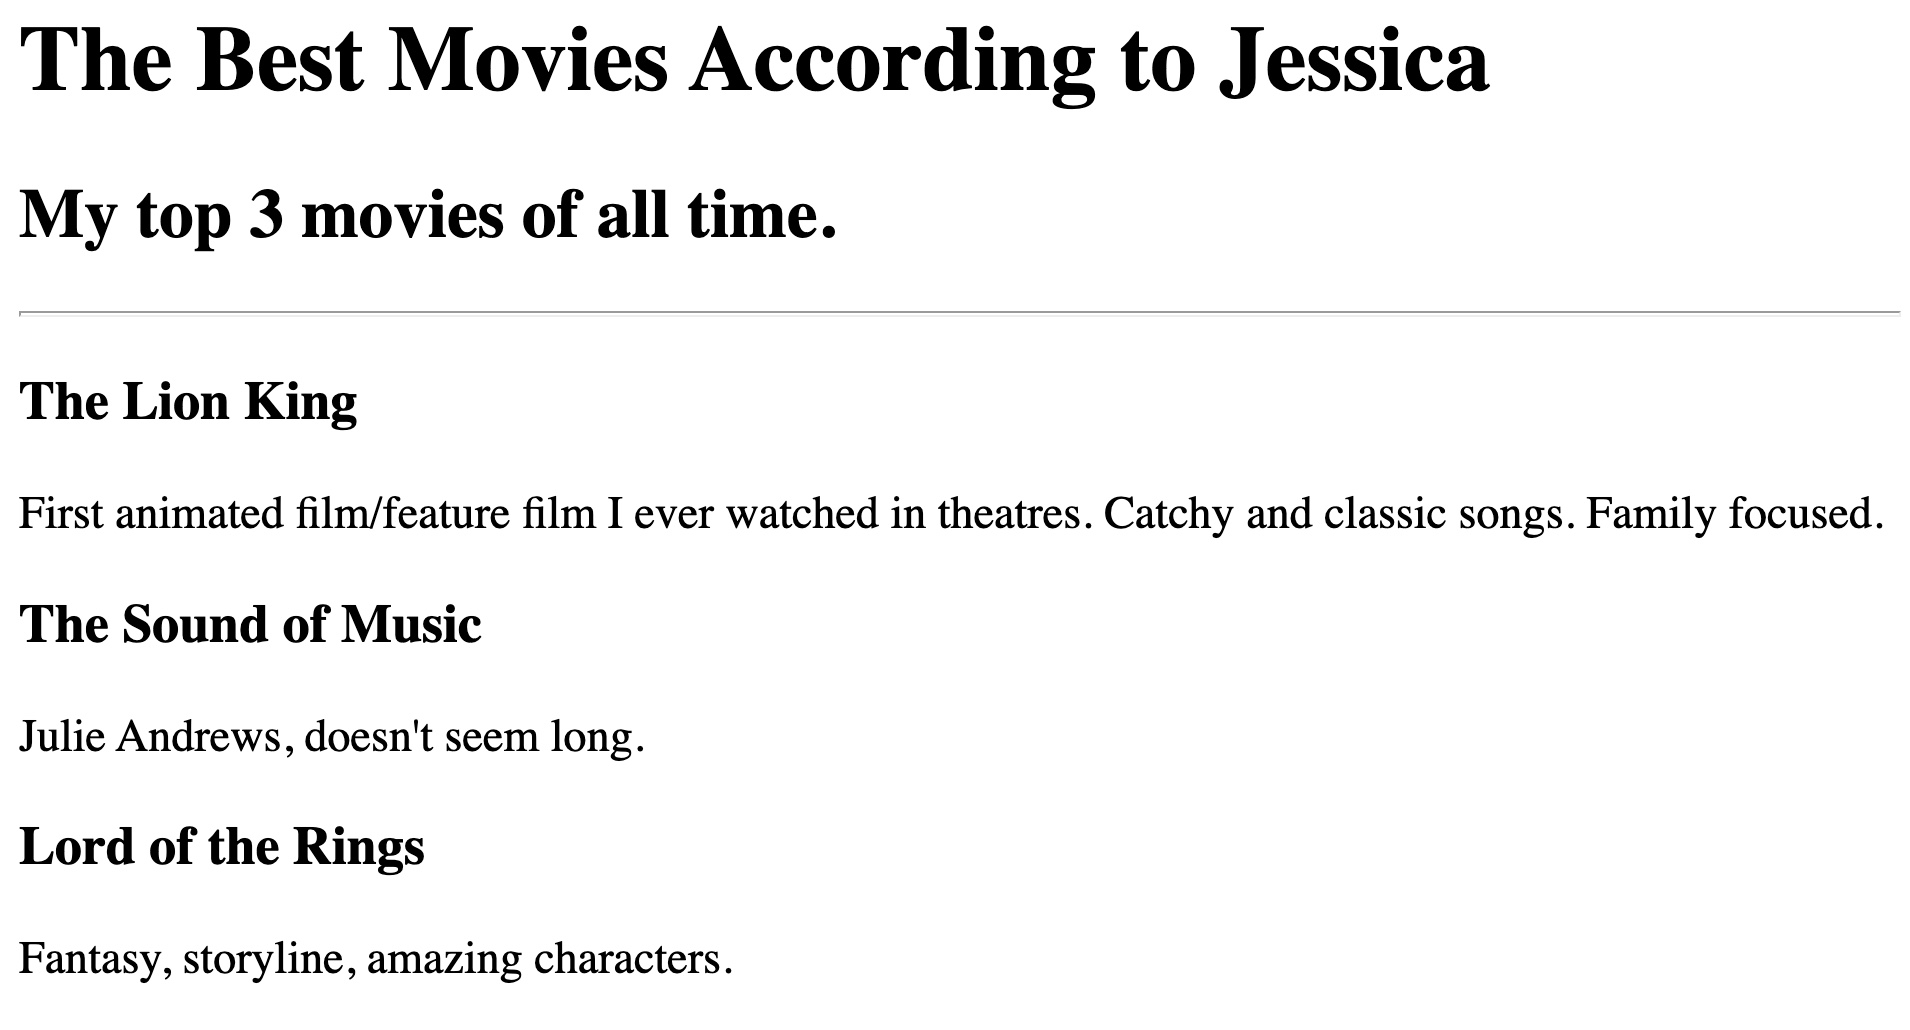 The Best Movies According to Jessica
My top 3 movies of all time.
The Lion King
First animated film/feature film I ever watched in theatres. Catchy and classic songs. Family focused.
The Sound of Music
Julie Andrews, doesn't seem long.
Lord of the Rings
Fantasy, storyline, amazing characters.